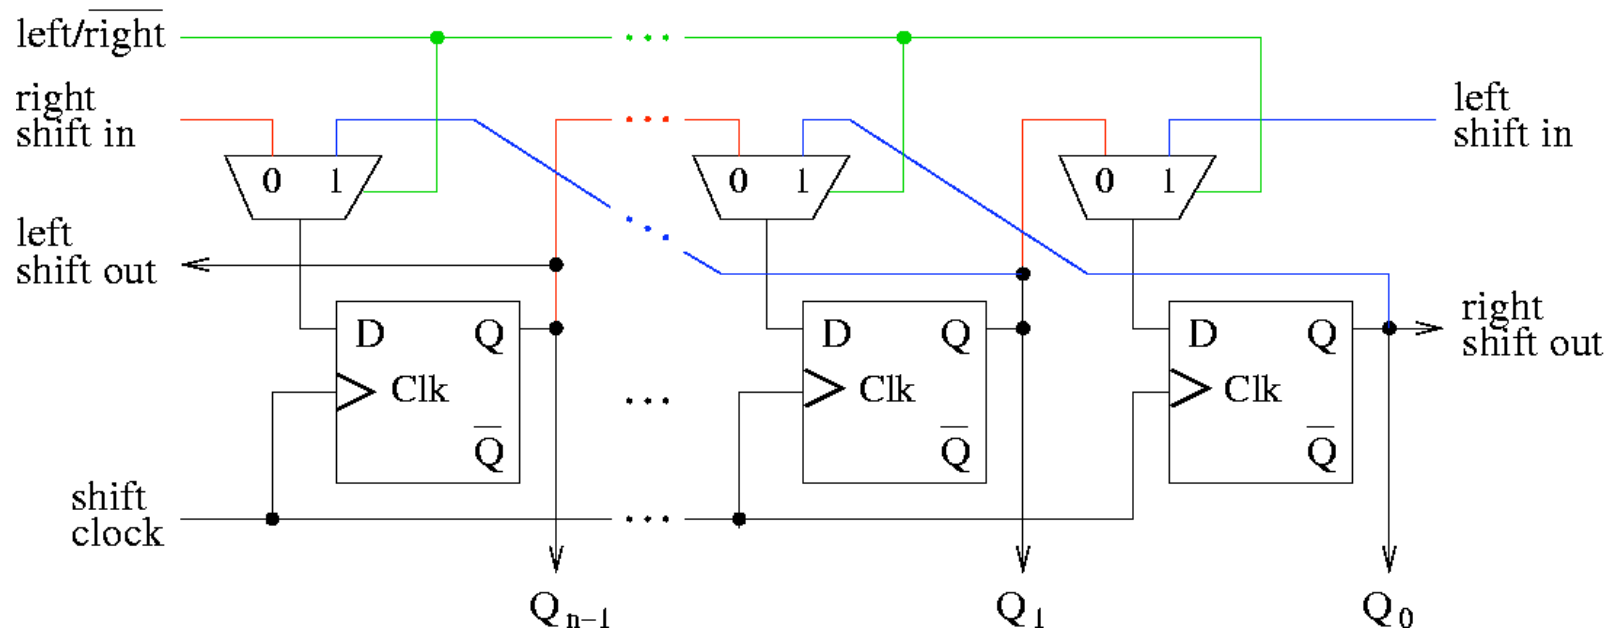 left/r̅i̅g̅h̅t̅
right
shift in
left
shift in
0 1
0 1
0 1
left
shift out
right
shift out
D Q
Clk
Q̅
D Q
Clk
Q̅
D Q
Clk
Q̅
shift
clock
Qn-1
Q1
Q0